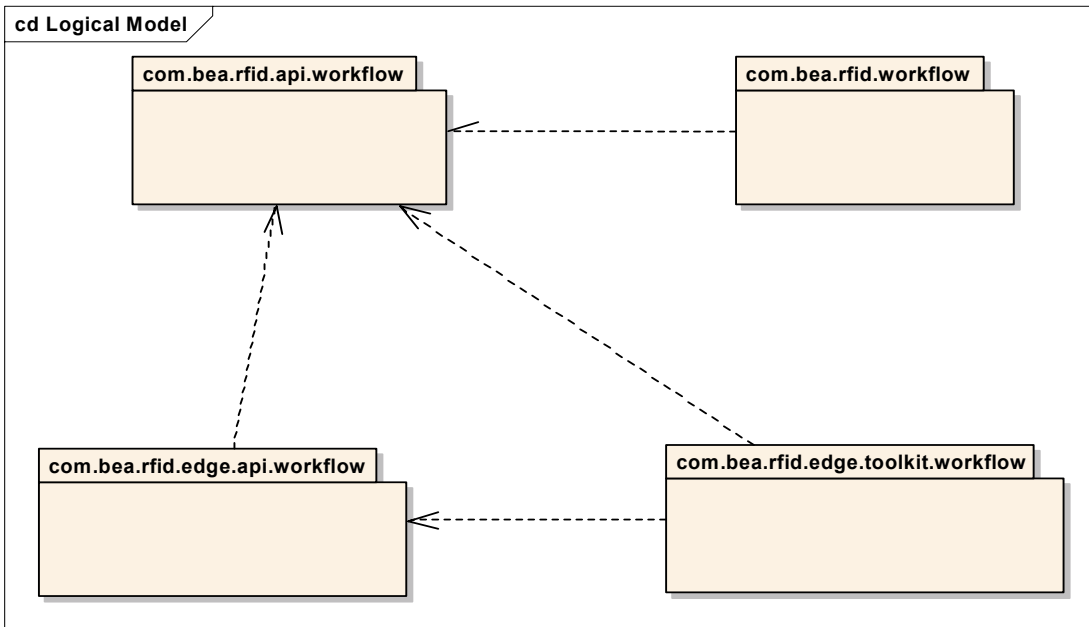 cd Logical Model
com.bea.rfid.api.workflow
com.bea.rfid.workflow
com.bea.rfid.edge.api.workflow
com.bea.rfid.edge.toolkit.workflow